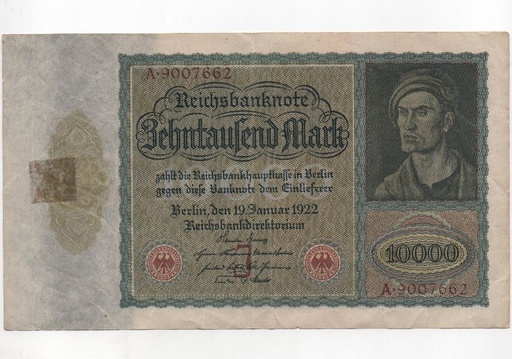 A·9007662
Reichsbanknote
Zehntausend Mark
zahlt die Reichsbankhauptkasse in Berlin
gegen diese Banknote dem Einlieferer
Berlin, den 19. Januar 1922
Reichsbankdirektorium
10000
A·9007662